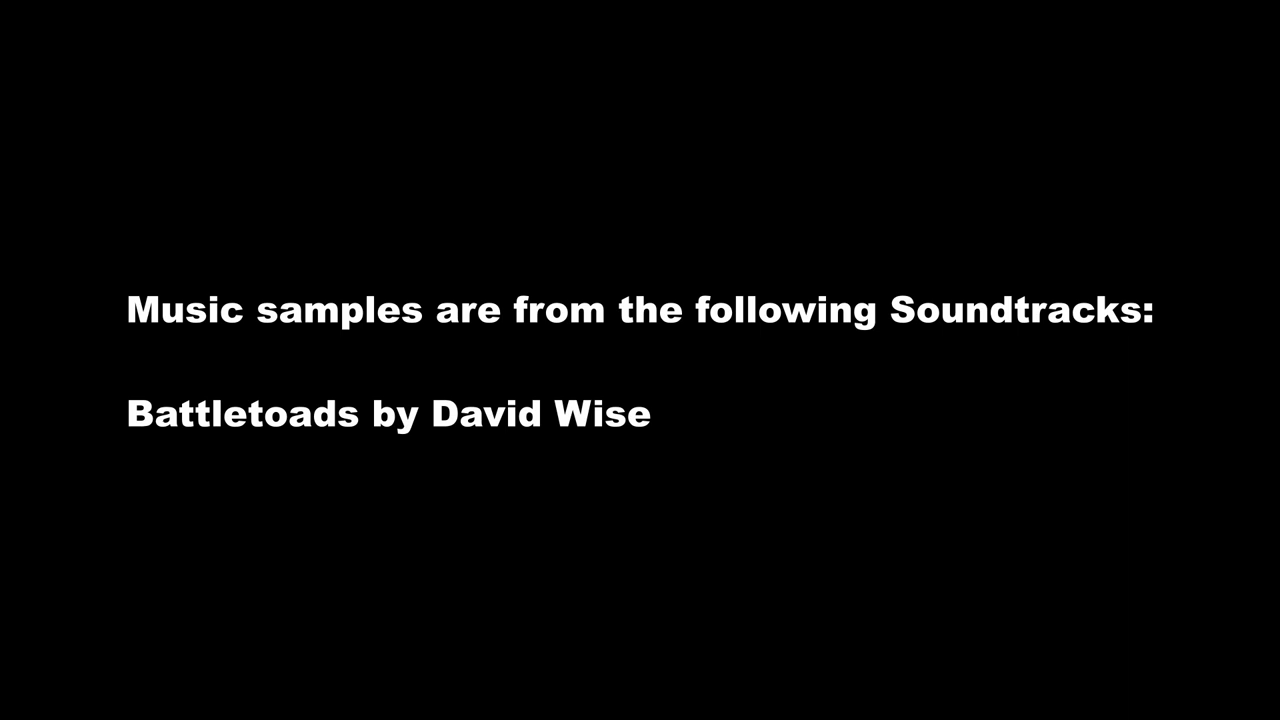 Music samples are from the following Soundtracks:
Battletoads by David Wise